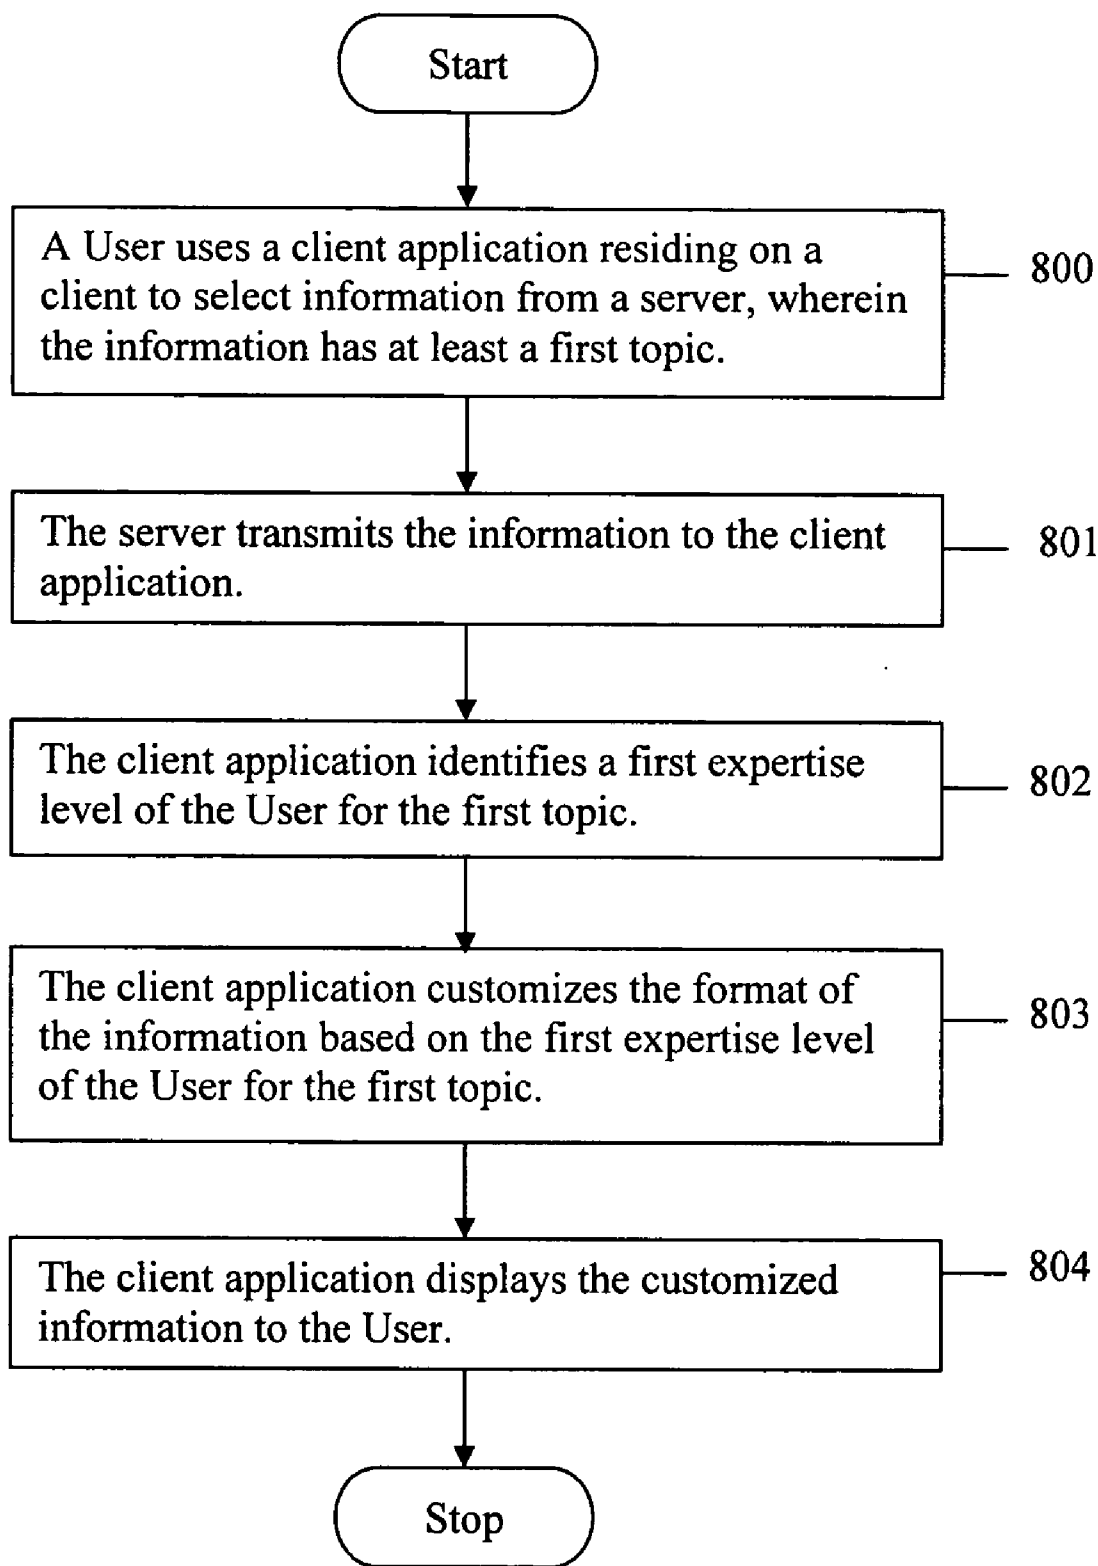 Start
A User uses a client application residing on a
client to select information from a server, wherein
the information has at least a first topic.
800
The server transmits the information to the client
application.
801
The client application identifies a first expertise
level of the User for the first topic.
802
The client application customizes the format of
the information based on the first expertise level
of the User for the first topic.
803
The client application displays the customized
information to the User.
804
Stop